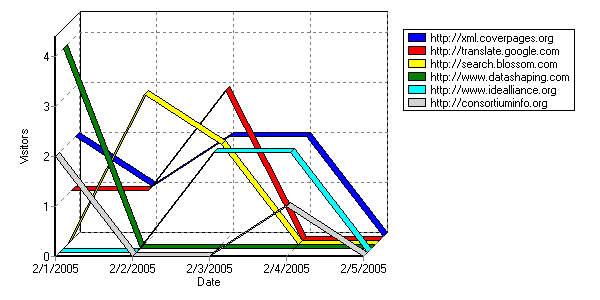 4
3
2
1
0
Visitors
2/1/2005
2/2/2005
2/3/2005
2/4/2005
2/5/2005
Date
http://xml.coverpages.org
http://translate.google.com
http://search.blossom.com
http://www.datashaping.com
http://www.idealliance.org
http://consortiuminfo.org